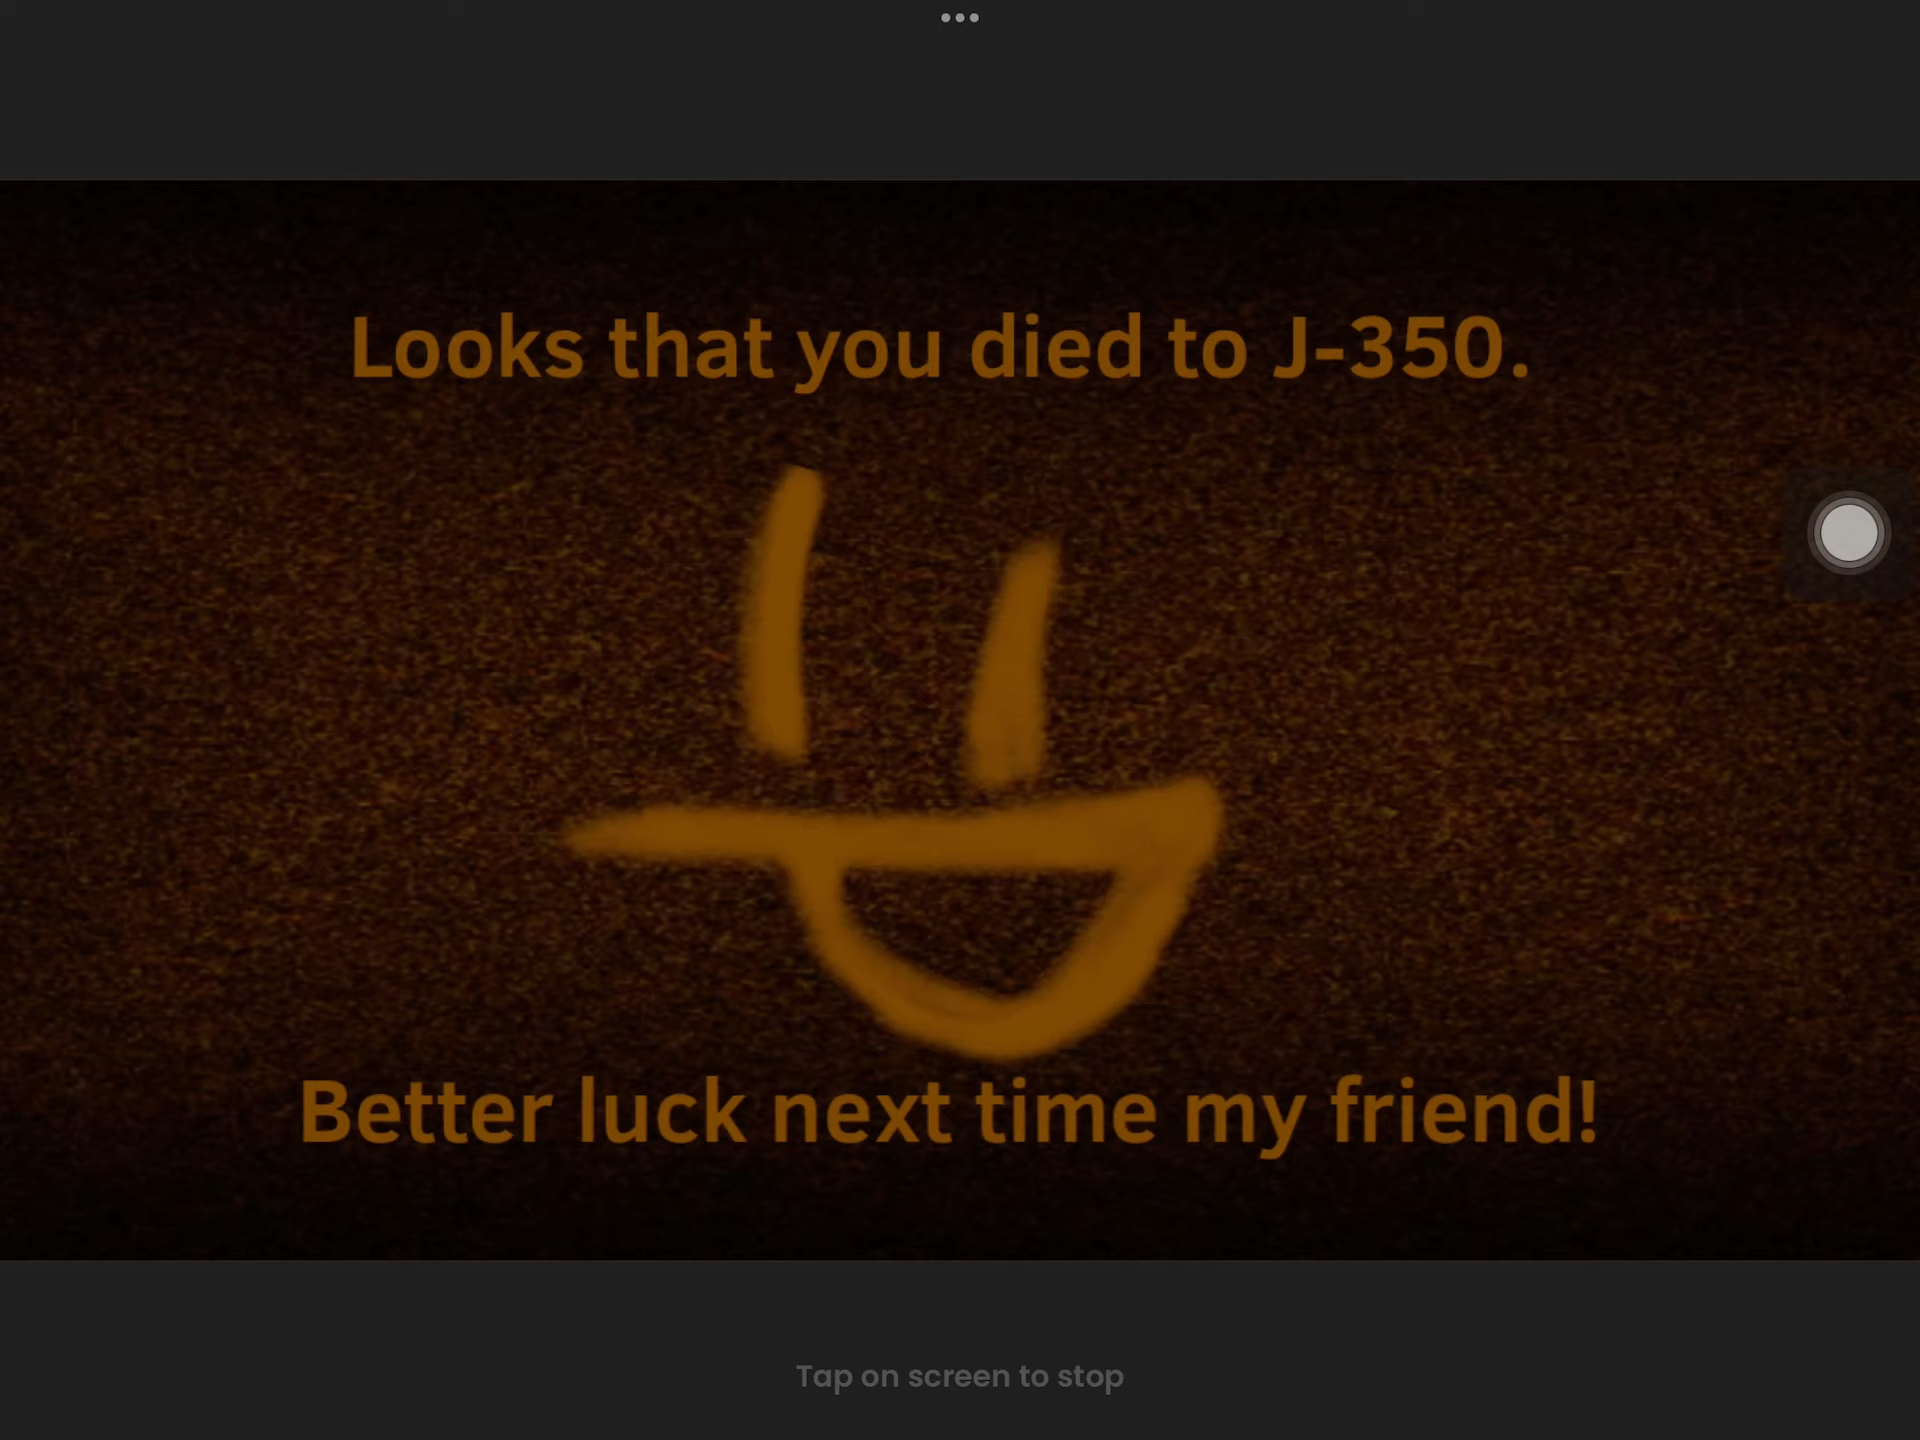 Looks that you died to J-350.
Better luck next time my friend!
Tap on screen to stop